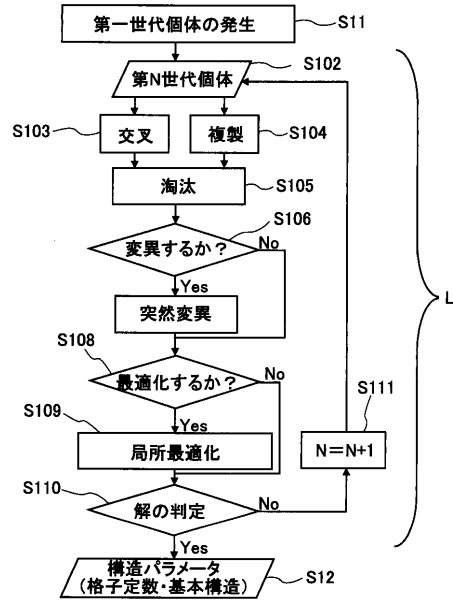 第一世代個体の発生
S11
第N世代個体
S102
S103
交叉
複製
S104
淘汰
S105
S106
変異するか？
No
Yes
突然変異
L
S108
最適化するか？
No
Yes
S109
局所最適化
S111
N＝N+1
S110
解の判定
No
Yes
構造パラメータ
(格子定数・基本構造)
S12